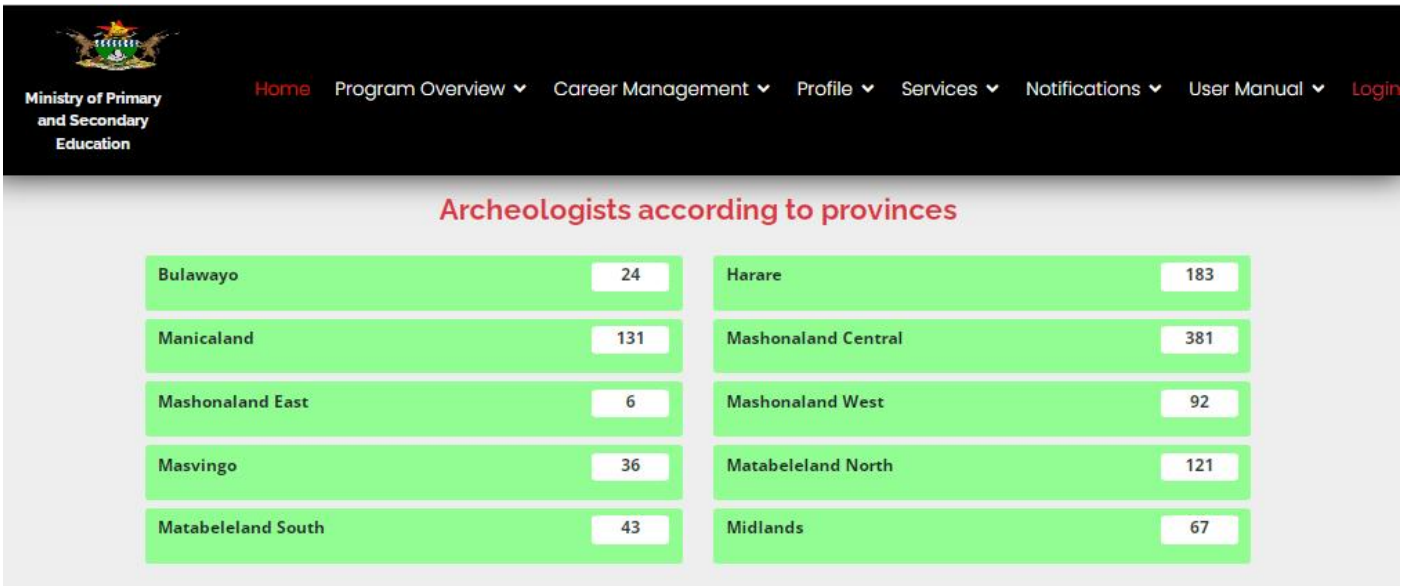 Ministry of Primary
and Secondary
Education
Home Program Overview Career Management Profile Services Notifications User Manual Login
Archeologists according to provinces
Bulawayo 24
Harare 183
Manicaland 131
Mashonaland Central 381
Mashonaland East 6
Mashonaland West 92
Masvingo 36
Matabeleland North 121
Matabeleland South 43
Midlands 67